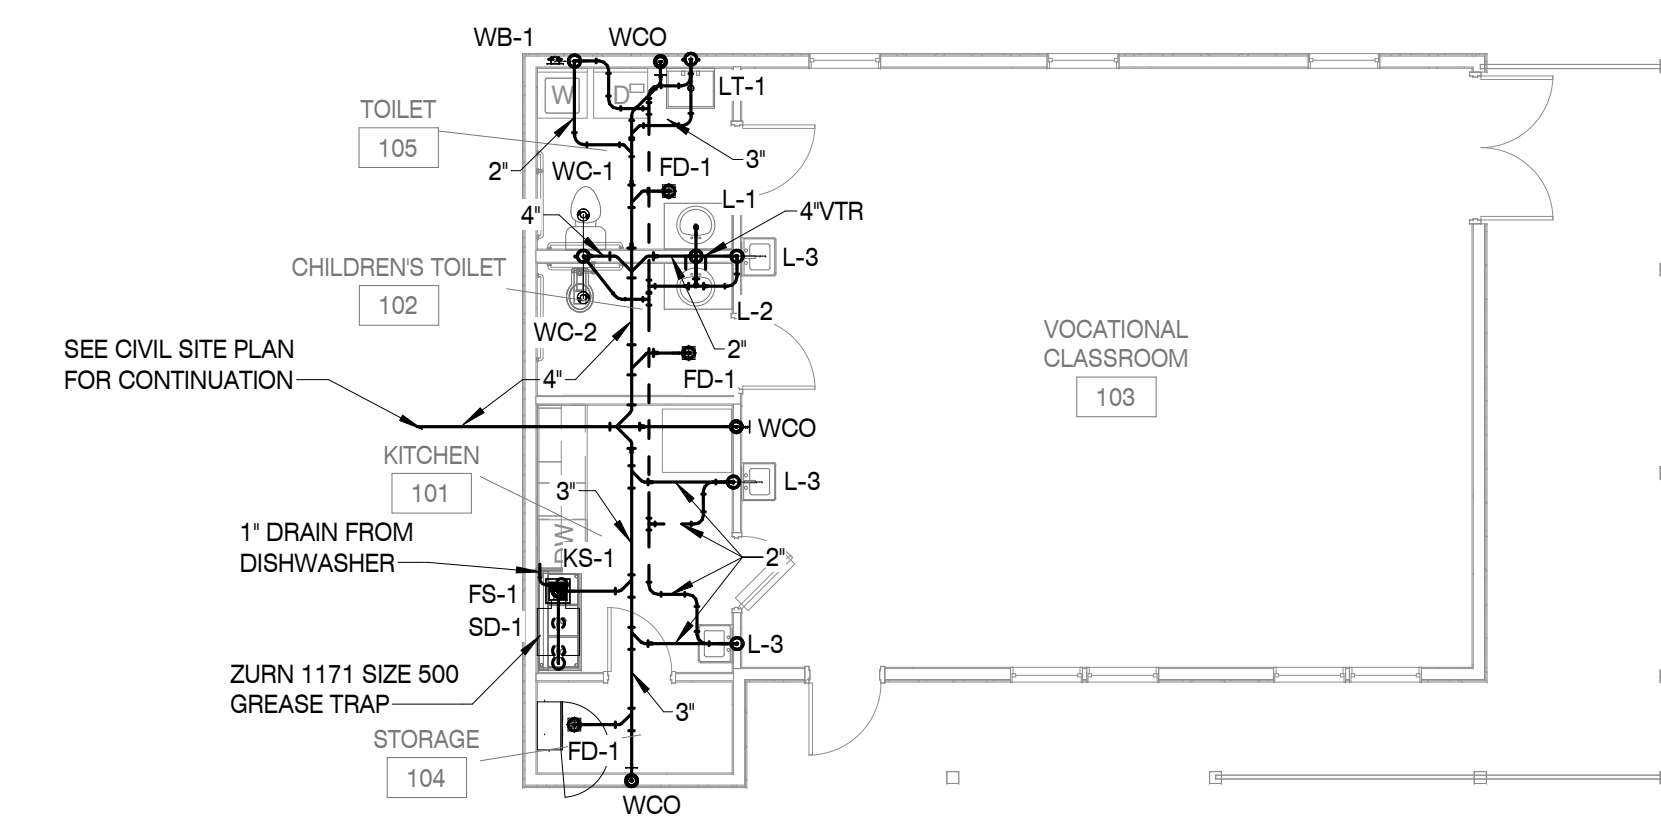 WB-1
WCO
W
D
LT-1
TOILET
105
2"
WC-1
FD-1
3"
L-1
4"
4"VTR
CHILDREN'S TOILET
102
L-3
L-2
WC-2
2"
SEE CIVIL SITE PLAN
FOR CONTINUATION
4"
FD-1
VOCATIONAL
CLASSROOM
103
WCO
KITCHEN
101
L-3
3"
1" DRAIN FROM
DISHWASHER
DW
KS-1
2"
FS-1
SD-1
L-3
ZURN 1171 SIZE 500
GREASE TRAP
3"
STORAGE
104
FD-1
WCO